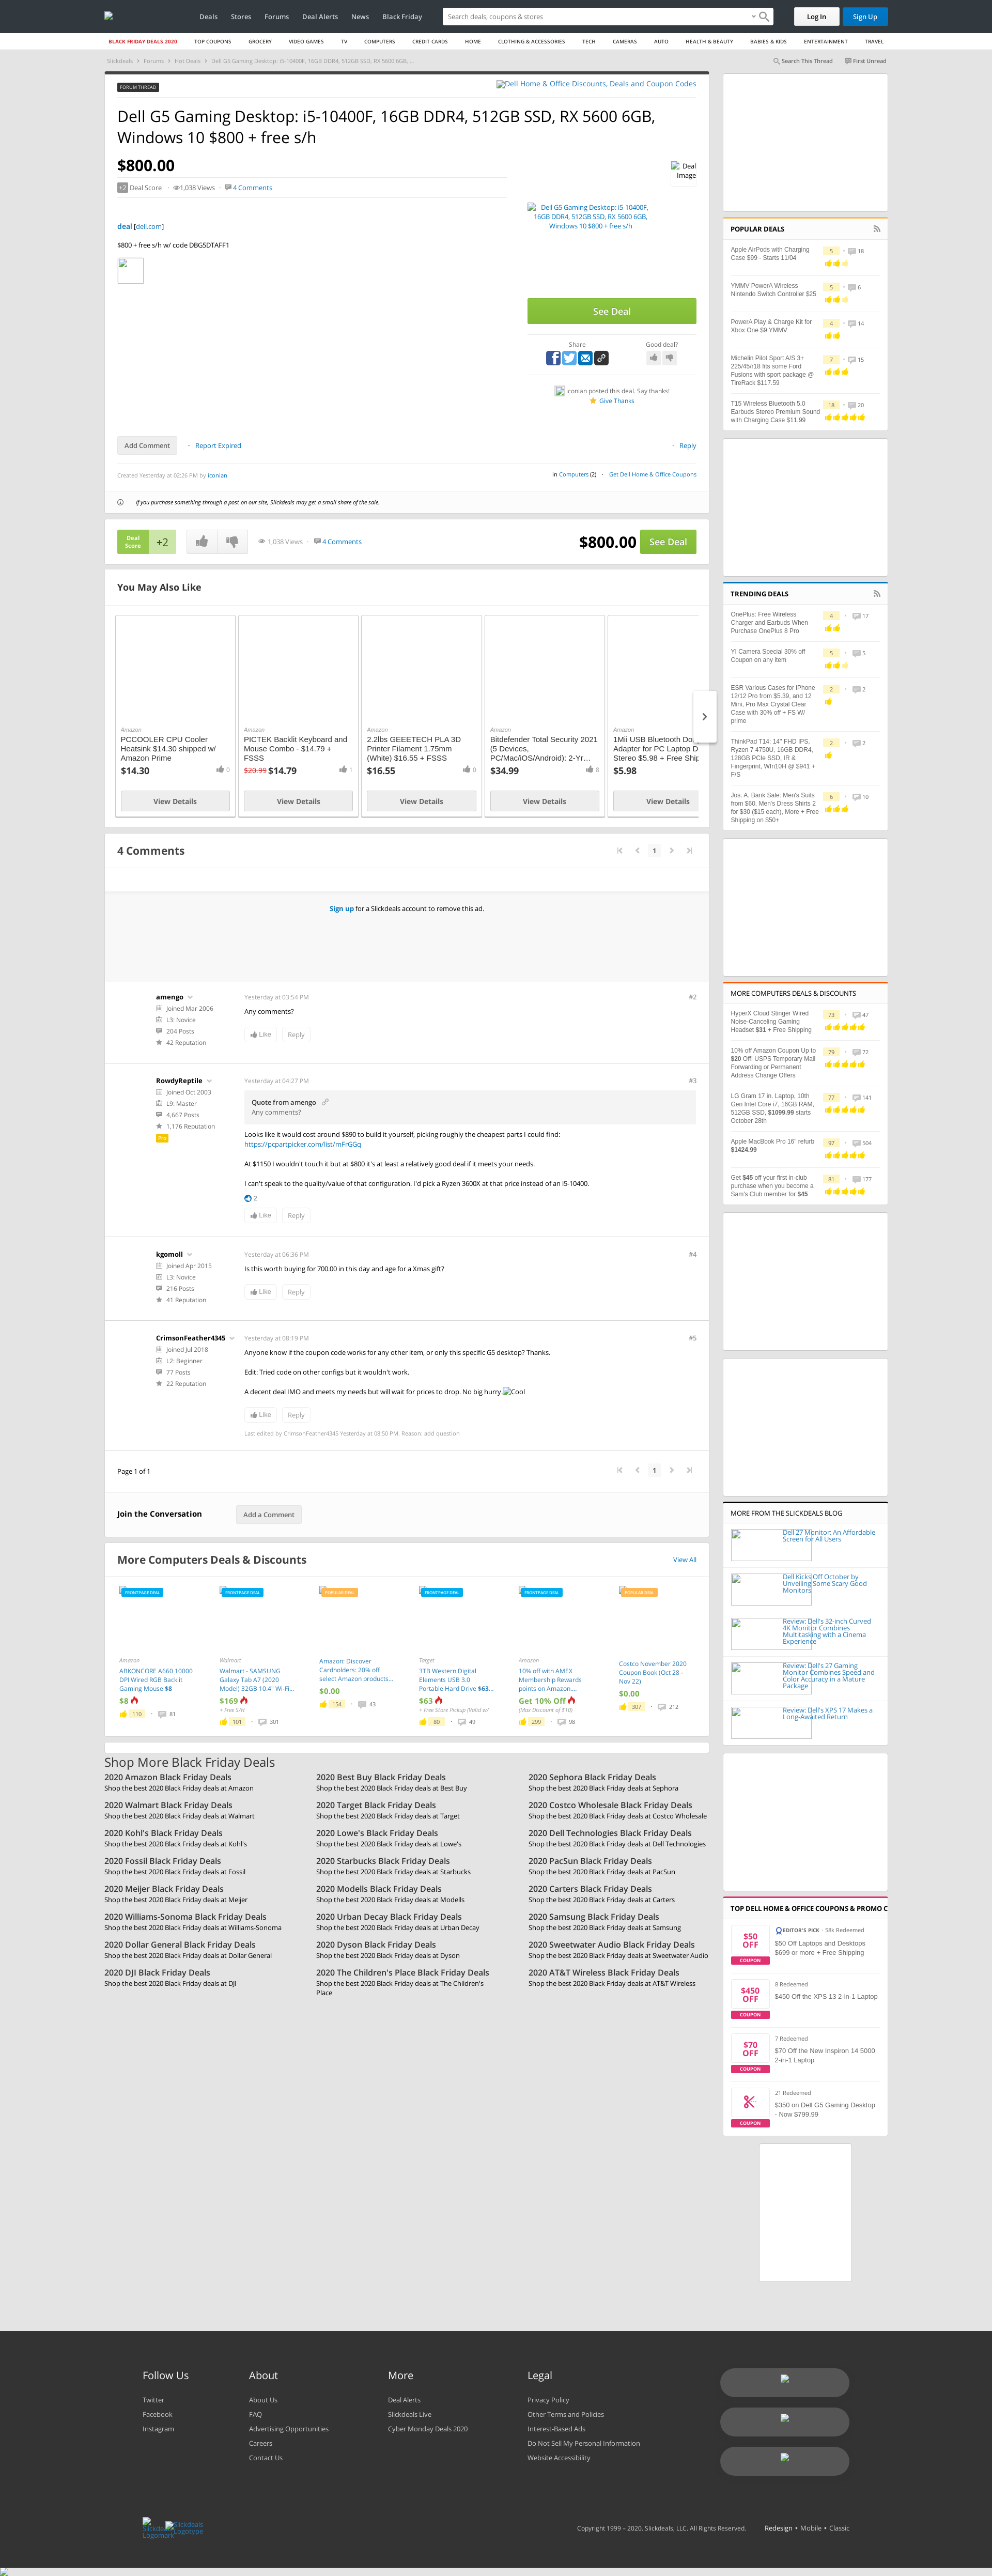 Deals Stores Forums Deal Alerts News Black Friday
Search deals, coupons & stores
Log In Sign Up
BLACK FRIDAY DEALS 2020 TOP COUPONS GROCERY VIDEO GAMES TV COMPUTERS CREDIT CARDS HOME CLOTHING & ACCESSORIES TECH CAMERAS AUTO HEALTH & BEAUTY BABIES & KIDS ENTERTAINMENT TRAVEL
Slickdeals > Forums > Hot Deals > Dell G5 Gaming Desktop: i5-10400F, 16GB DDR4, 512GB SSD, RX 5600 6GB, ...
Search This Thread First Unread
FORUM THREAD
Dell Home & Office Discounts, Deals and Coupon Codes
Dell G5 Gaming Desktop: i5-10400F, 16GB DDR4, 512GB SSD, RX 5600 6GB,
Windows 10 $800 + free s/h
$800.00
+2 Deal Score 1,038 Views 4 Comments
Deal
Image
deal [dell.com]
$800 + free s/h w/ code DBG5DTAFF1
Dell G5 Gaming Desktop: i5-10400F,
16GB DDR4, 512GB SSD, RX 5600 6GB,
Windows 10 $800 + free s/h
See Deal
Share Good deal?
iconian posted this deal. Say thanks!
Give Thanks
Add Comment Report Expired Reply
Created Yesterday at 02:26 PM by iconian
in Computers (2) Get Dell Home & Office Coupons
If you purchase something through a post on our site, Slickdeals may get a small share of the sale.
Deal
Score
+2
1,038 Views 4 Comments
$800.00 See Deal
You May Also Like
Amazon
PCCOOLER CPU Cooler
Heatsink $14.30 shipped w/
Amazon Prime
$14.30 0
View Details
Amazon
PICTEK Backlit Keyboard and
Mouse Combo - $14.79 +
FSSS
$20.99 $14.79 1
View Details
Amazon
2.2lbs GEEETECH PLA 3D
Printer Filament 1.75mm
(White) $16.55 + FSSS
$16.55 0
View Details
Amazon
Bitdefender Total Security 2021
(5 Devices,
PC/Mac/iOS/Android): 2-Yr...
$34.99 8
View Details
Amazon
1Mii USB Bluetooth Do
Adapter for PC Laptop D
Stereo $5.98 + Free Ship
$5.98
View Details
4 Comments
1
Sign up for a Slickdeals account to remove this ad.
amengo
Joined Mar 2006
L3: Novice
204 Posts
42 Reputation
Yesterday at 03:54 PM #2
Any comments?
Like Reply
RowdyReptile
Joined Oct 2003
L9: Master
4,667 Posts
1,176 Reputation
Pro
Yesterday at 04:27 PM #3
Quote from amengo
Any comments?
Looks like it would cost around $890 to build it yourself, picking roughly the cheapest parts I could find:
https://pcpartpicker.com/list/mFrGGq
At $1150 I wouldn't touch it but at $800 it's at least a relatively good deal if it meets your needs.
I can't speak to the quality/value of that configuration. I'd pick a Ryzen 3600X at that price instead of an i5-10400.
2
Like Reply
kgomoll
Joined Apr 2015
L3: Novice
216 Posts
41 Reputation
Yesterday at 06:36 PM #4
Is this worth buying for 700.00 in this day and age for a Xmas gift?
Like Reply
CrimsonFeather4345
Joined Jul 2018
L2: Beginner
77 Posts
22 Reputation
Yesterday at 08:19 PM #5
Anyone know if the coupon code works for any other item, or only this specific G5 desktop? Thanks.
Edit: Tried code on other configs but it wouldn't work.
A decent deal IMO and meets my needs but will wait for prices to drop. No big hurry. Cool
Like Reply
Last edited by CrimsonFeather4345 Yesterday at 08:50 PM. Reason: add question
Page 1 of 1
1
Join the Conversation Add a Comment
More Computers Deals & Discounts View All
FRONTPAGE DEAL
Amazon
ABKONCORE A660 10000
DPI Wired RGB Backlit
Gaming Mouse $8
$8
110 81
FRONTPAGE DEAL
Walmart
Walmart - SAMSUNG
Galaxy Tab A7 (2020
Model) 32GB 10.4" Wi-Fi...
$169
+ Free S/H
101 301
POPULAR DEAL
Amazon: Discover
Cardholders: 20% off
select Amazon products...
$0.00
154 43
FRONTPAGE DEAL
Target
3TB Western Digital
Elements USB 3.0
Portable Hard Drive $63...
$63
+ Free Store Pickup (Valid w/
80 49
FRONTPAGE DEAL
Amazon
10% off with AMEX
Membership Rewards
points on Amazon....
Get 10% Off
(Max Discount of $10)
299 98
POPULAR DEAL
Costco November 2020
Coupon Book (Oct 28 -
Nov 22)
$0.00
307 212
Shop More Black Friday Deals
2020 Amazon Black Friday Deals
Shop the best 2020 Black Friday deals at Amazon
2020 Best Buy Black Friday Deals
Shop the best 2020 Black Friday deals at Best Buy
2020 Sephora Black Friday Deals
Shop the best 2020 Black Friday deals at Sephora
2020 Walmart Black Friday Deals
Shop the best 2020 Black Friday deals at Walmart
2020 Target Black Friday Deals
Shop the best 2020 Black Friday deals at Target
2020 Costco Wholesale Black Friday Deals
Shop the best 2020 Black Friday deals at Costco Wholesale
2020 Kohl's Black Friday Deals
Shop the best 2020 Black Friday deals at Kohl's
2020 Lowe's Black Friday Deals
Shop the best 2020 Black Friday deals at Lowe's
2020 Dell Technologies Black Friday Deals
Shop the best 2020 Black Friday deals at Dell Technologies
2020 Fossil Black Friday Deals
Shop the best 2020 Black Friday deals at Fossil
2020 Starbucks Black Friday Deals
Shop the best 2020 Black Friday deals at Starbucks
2020 PacSun Black Friday Deals
Shop the best 2020 Black Friday deals at PacSun
2020 Meijer Black Friday Deals
Shop the best 2020 Black Friday deals at Meijer
2020 Modells Black Friday Deals
Shop the best 2020 Black Friday deals at Modells
2020 Carters Black Friday Deals
Shop the best 2020 Black Friday deals at Carters
2020 Williams-Sonoma Black Friday Deals
Shop the best 2020 Black Friday deals at Williams-Sonoma
2020 Urban Decay Black Friday Deals
Shop the best 2020 Black Friday deals at Urban Decay
2020 Samsung Black Friday Deals
Shop the best 2020 Black Friday deals at Samsung
2020 Dollar General Black Friday Deals
Shop the best 2020 Black Friday deals at Dollar General
2020 Dyson Black Friday Deals
Shop the best 2020 Black Friday deals at Dyson
2020 Sweetwater Audio Black Friday Deals
Shop the best 2020 Black Friday deals at Sweetwater Audio
2020 DJI Black Friday Deals
Shop the best 2020 Black Friday deals at DJI
2020 The Children's Place Black Friday Deals
Shop the best 2020 Black Friday deals at The Children's
Place
2020 AT&T Wireless Black Friday Deals
Shop the best 2020 Black Friday deals at AT&T Wireless
POPULAR DEALS
Apple AirPods with Charging
Case $99 - Starts 11/04
5 18
YMMV PowerA Wireless
Nintendo Switch Controller $25
5 6
PowerA Play & Charge Kit for
Xbox One $9 YMMV
4 14
Michelin Pilot Sport A/S 3+
225/45/r18 fits some Ford
Fusions with sport package @
TireRack $117.59
7 15
T15 Wireless Bluetooth 5.0
Earbuds Stereo Premium Sound
with Charging Case $11.99
18 20
TRENDING DEALS
OnePlus: Free Wireless
Charger and Earbuds When
Purchase OnePlus 8 Pro
4 17
YI Camera Special 30% off
Coupon on any item
5 5
ESR Various Cases for iPhone
12/12 Pro from $5.39, and 12
Mini, Pro Max Crystal Clear
Case with 30% off + FS W/
prime
2 2
ThinkPad T14: 14" FHD IPS,
Ryzen 7 4750U, 16GB DDR4,
128GB PCIe SSD, IR &
Fingerprint, Win10H @ $941 +
F/S
2 2
Jos. A. Bank Sale: Men's Suits
from $60, Men's Dress Shirts 2
for $30 ($15 each), More + Free
Shipping on $50+
6 10
MORE COMPUTERS DEALS & DISCOUNTS
HyperX Cloud Stinger Wired
Noise-Canceling Gaming
Headset $31 + Free Shipping
73 47
10% off Amazon Coupon Up to
$20 Off! USPS Temporary Mail
Forwarding or Permanent
Address Change Offers
79 72
LG Gram 17 in. Laptop, 10th
Gen Intel Core i7, 16GB RAM,
512GB SSD, $1099.99 starts
October 28th
77 141
Apple MacBook Pro 16" refurb
$1424.99
97 504
Get $45 off your first in-club
purchase when you become a
Sam's Club member for $45
81 177
MORE FROM THE SLICKDEALS BLOG
Dell 27 Monitor: An Affordable
Screen for All Users
Dell Kicks Off October by
Unveiling Some Scary Good
Monitors
Review: Dell's 32-inch Curved
4K Monitor Combines
Multitasking with a Cinema
Experience
Review: Dell's 27 Gaming
Monitor Combines Speed and
Color Accuracy in a Mature
Package
Review: Dell's XPS 17 Makes a
Long-Awaited Return
TOP DELL HOME & OFFICE COUPONS & PROMO C
$50
OFF
COUPON
EDITOR'S PICK · 58k Redeemed
$50 Off Laptops and Desktops
$699 or more + Free Shipping
$450
OFF
COUPON
8 Redeemed
$450 Off the XPS 13 2-in-1 Laptop
$70
OFF
COUPON
7 Redeemed
$70 Off the New Inspiron 14 5000
2-in-1 Laptop
COUPON
21 Redeemed
$350 on Dell G5 Gaming Desktop
- Now $799.99
Follow Us
Twitter
Facebook
Instagram
About
About Us
FAQ
Advertising Opportunities
Careers
Contact Us
More
Deal Alerts
Slickdeals Live
Cyber Monday Deals 2020
Legal
Privacy Policy
Other Terms and Policies
Interest-Based Ads
Do Not Sell My Personal Information
Website Accessibility
Slickdeals
Logomark
Slickdeals
Logotype
Copyright 1999 – 2020. Slickdeals, LLC. All Rights Reserved. Redesign • Mobile • Classic